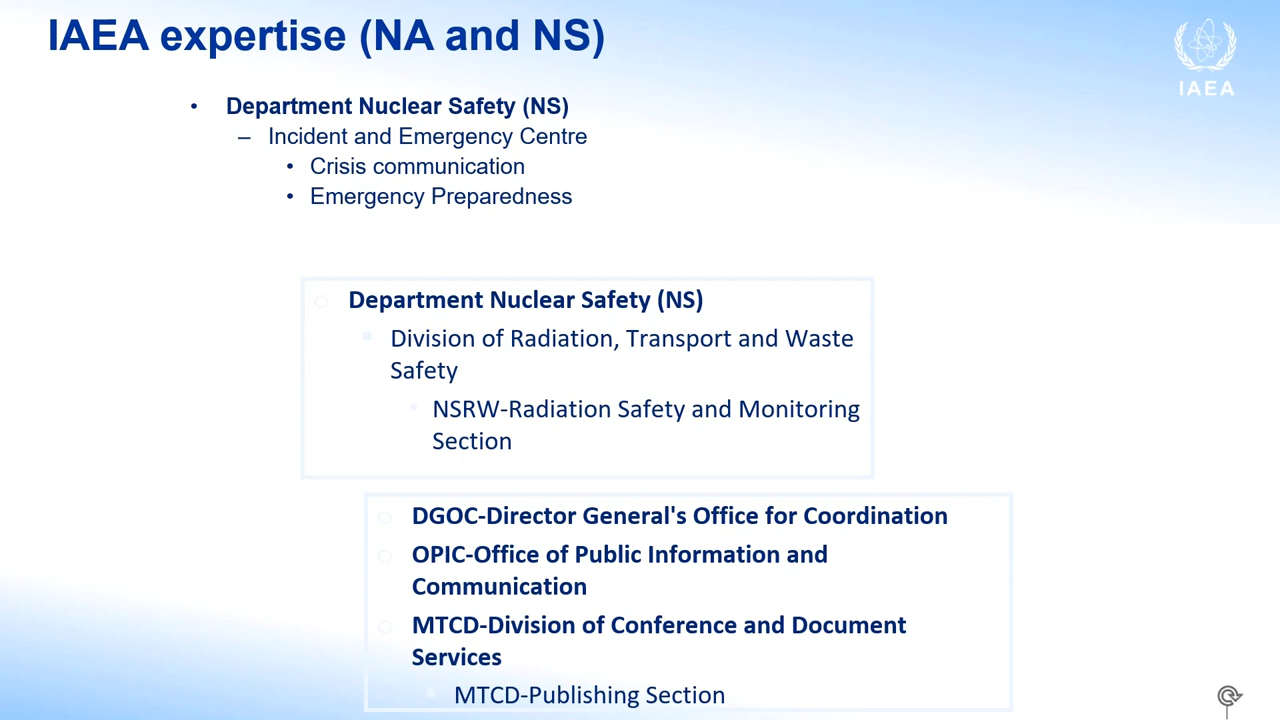 IAEA expertise (NA and NS)
IAEA
• Department Nuclear Safety (NS)
– Incident and Emergency Centre
• Crisis communication
• Emergency Preparedness
Department Nuclear Safety (NS)
Division of Radiation, Transport and Waste
Safety
NSRW-Radiation Safety and Monitoring
Section
DGOC-Director General's Office for Coordination
OPIC-Office of Public Information and
Communication
MTCD-Division of Conference and Document
Services
MTCD-Publishing Section